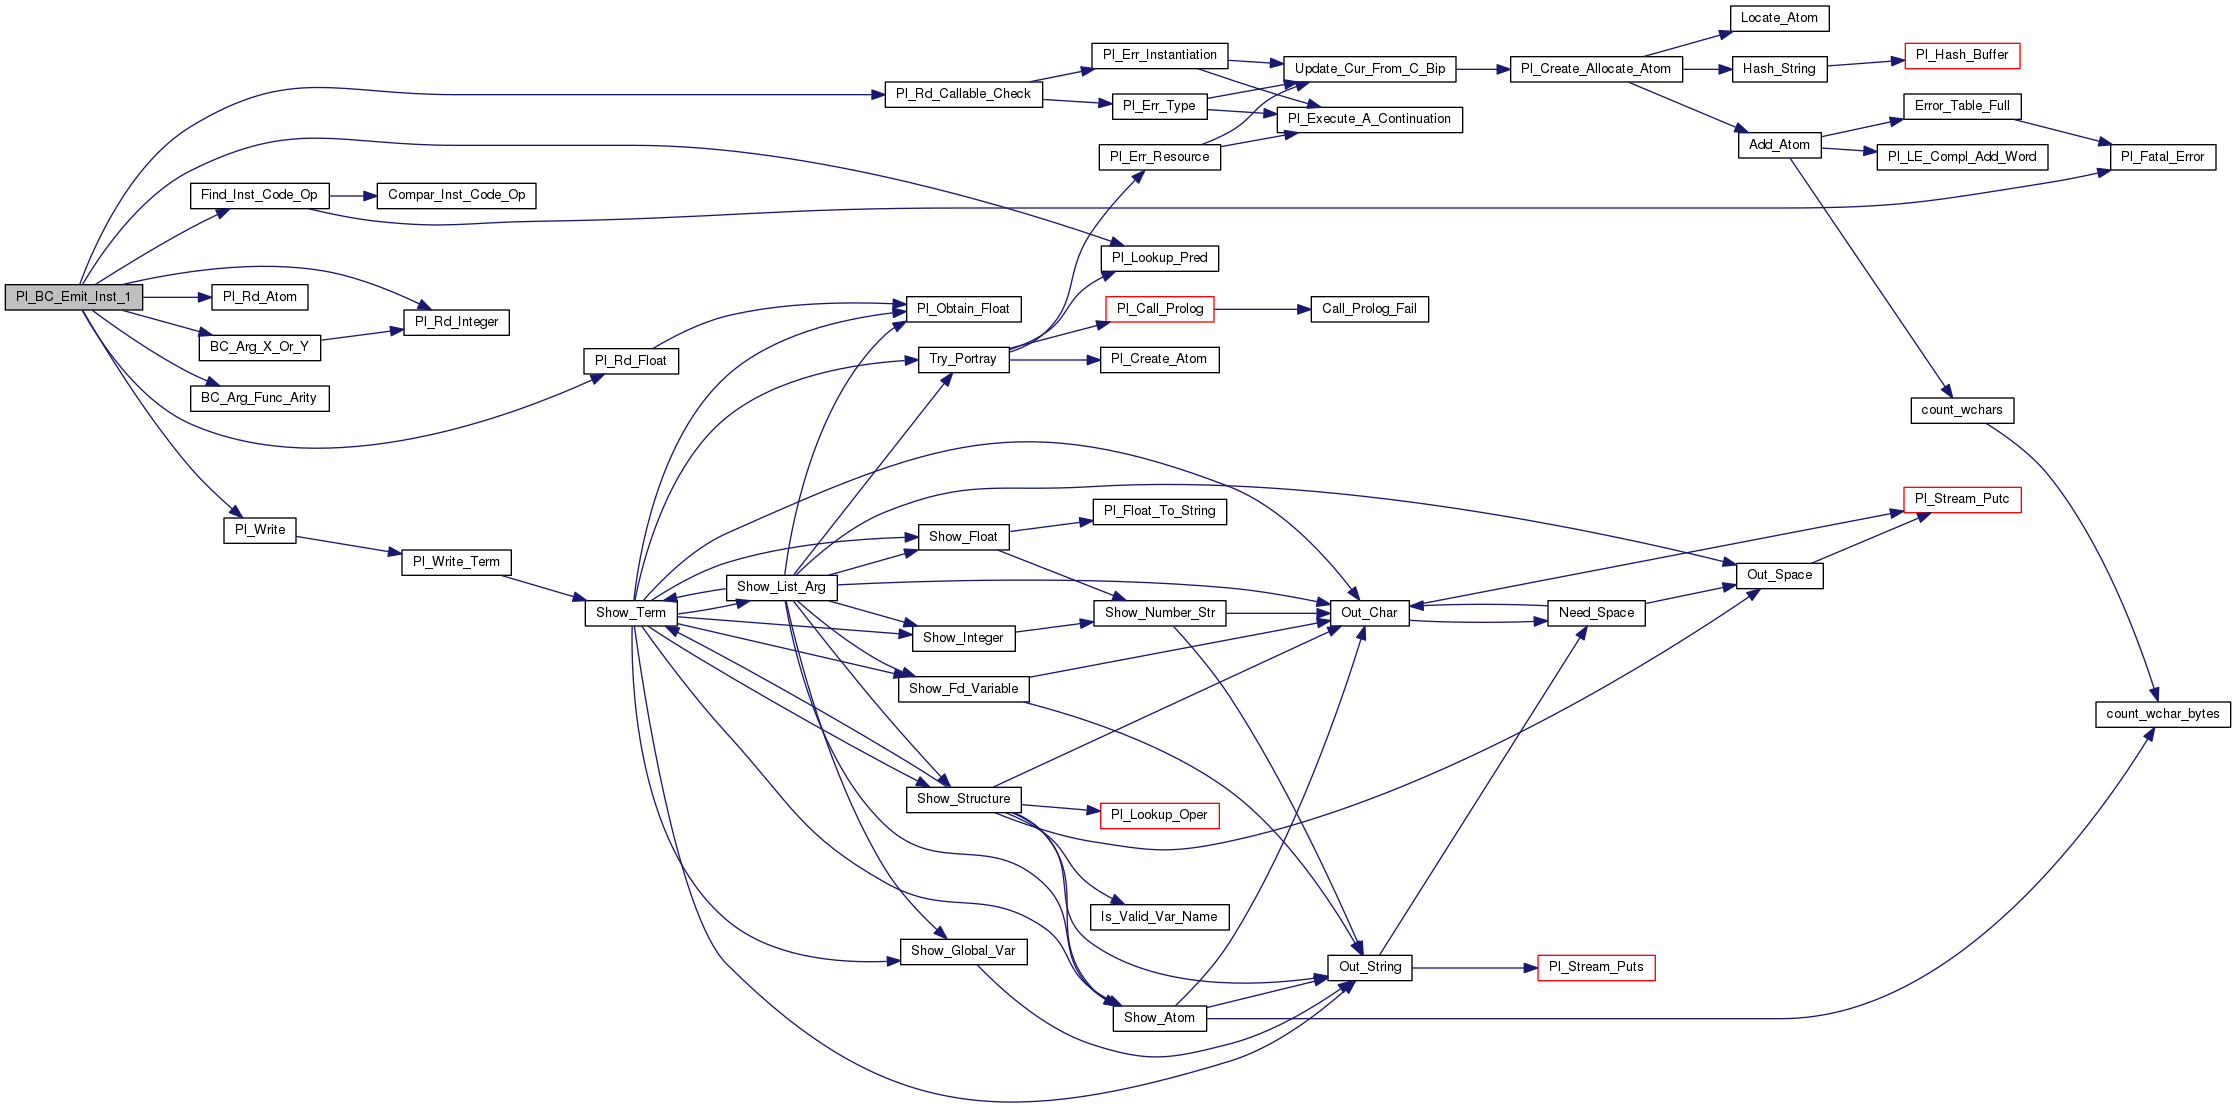 Locate_Atom
Pl_Err_Instantiation
Pl_Hash_Buffer
Update_Cur_From_C_Bip
Pl_Create_Allocate_Atom
Hash_String
Pl_Rd_Callable_Check
Pl_Err_Type
Error_Table_Full
Pl_Execute_A_Continuation
Add_Atom
Pl_Err_Resource
Pl_LE_Compl_Add_Word
Pl_Fatal_Error
Find_Inst_Code_Op
Compar_Inst_Code_Op
Pl_Lookup_Pred
Pl_BC_Emit_Inst_1
Pl_Rd_Atom
Pl_Obtain_Float
Pl_Call_Prolog
Call_Prolog_Fail
Pl_Rd_Integer
BC_Arg_X_Or_Y
Pl_Rd_Float
Try_Portray
Pl_Create_Atom
BC_Arg_Func_Arity
count_wchars
Pl_Stream_Putc
Pl_Float_To_String
Pl_Write
Show_Float
Pl_Write_Term
Out_Space
Show_List_Arg
Show_Term
Show_Number_Str
Out_Char
Need_Space
Show_Integer
Show_Fd_Variable
count_wchar_bytes
Show_Structure
Pl_Lookup_Oper
Is_Valid_Var_Name
Show_Global_Var
Out_String
Pl_Stream_Puts
Show_Atom